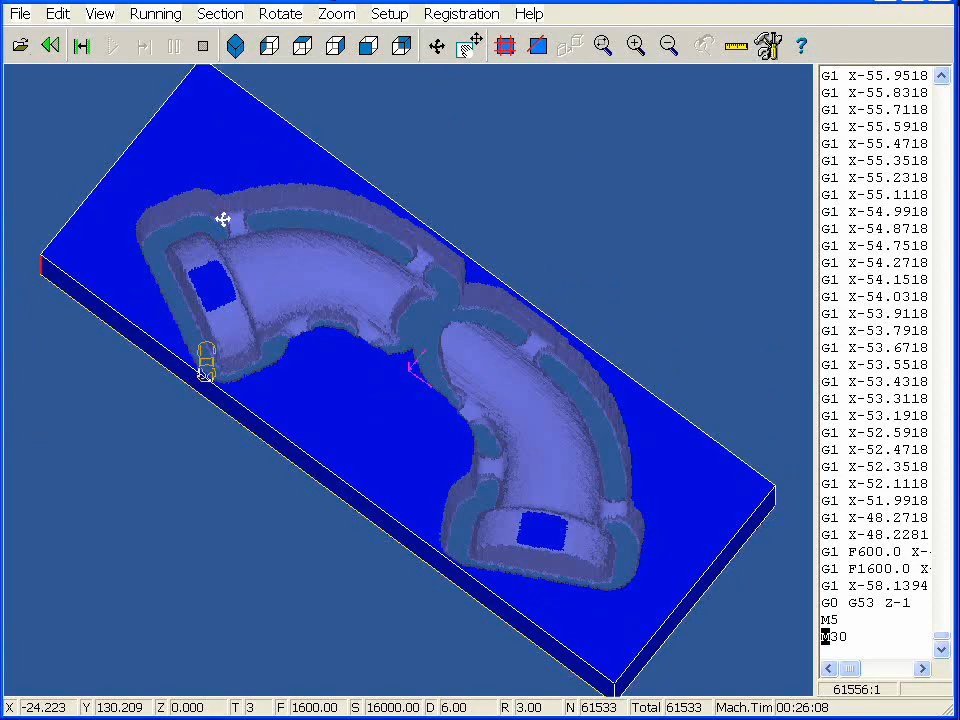 File Edit View Running Section Rotate Zoom Setup Registration Help
?
G1 X-55.9518
G1 X-55.8318
G1 X-55.7118
G1 X-55.5918
G1 X-55.4718
G1 X-55.3518
G1 X-55.2318
G1 X-55.1118
G1 X-54.9918
G1 X-54.8718
G1 X-54.7518
G1 X-54.2718
G1 X-54.1518
G1 X-54.0318
G1 X-53.9118
G1 X-53.7918
G1 X-53.6718
G1 X-53.5518
G1 X-53.4318
G1 X-53.3118
G1 X-53.1918
G1 X-52.5918
G1 X-52.4718
G1 X-52.3518
G1 X-52.1118
G1 X-51.9918
G1 X-48.2718
G1 X-48.2281
G1 F600.0 X-
G1 F1600.0 X-
G1 X-58.1394
G0 G53 Z-1
M5
M30
61556:1
X -24.223 Y 130.209 Z 0.000 T 3 F 1600.00 S 16000.00 D 6.00 R 3.00 N 61533 Total 61533 Mach.Tim 00:26:08